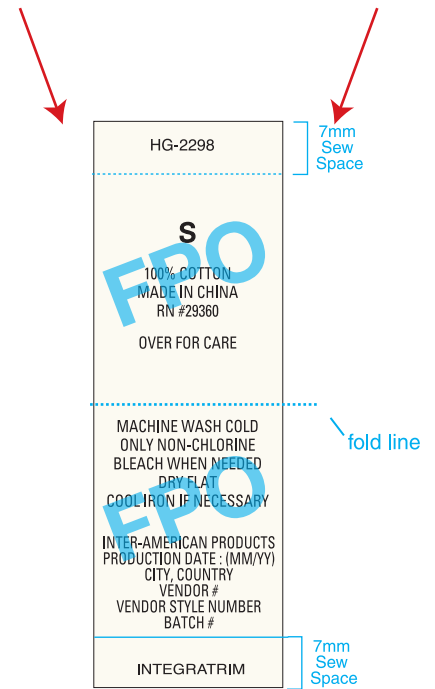 HG-2298
7mm
Sew
Space
S
FPO
100% COTTON
MADE IN CHINA
RN #29360
OVER FOR CARE
fold line
MACHINE WASH COLD
ONLY NON-CHLORINE
BLEACH WHEN NEEDED
DRY FLAT
COOL IRON IF NECESSARY
FPO
INTER-AMERICAN PRODUCTS
PRODUCTION DATE : (MM/YY)
CITY, COUNTRY
VENDOR #
VENDOR STYLE NUMBER
BATCH #
7mm
Sew
Space
INTEGRATRIM